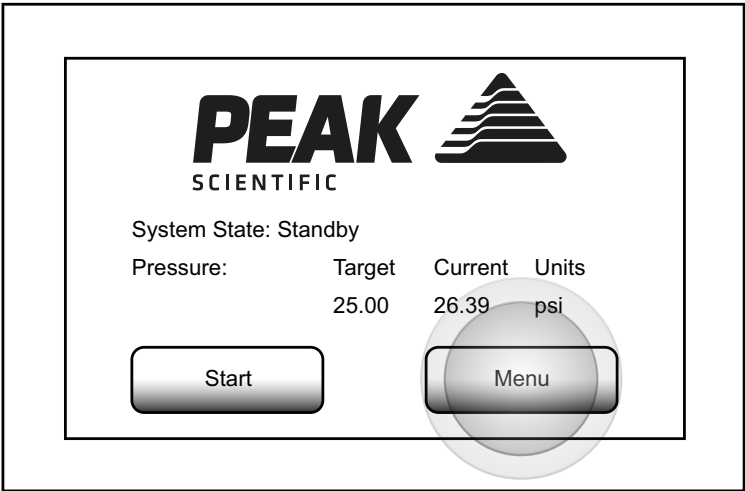 PEAK
SCIENTIFIC
System State: Standby
Pressure: Target Current Units
25.00 26.39 psi
Start Menu